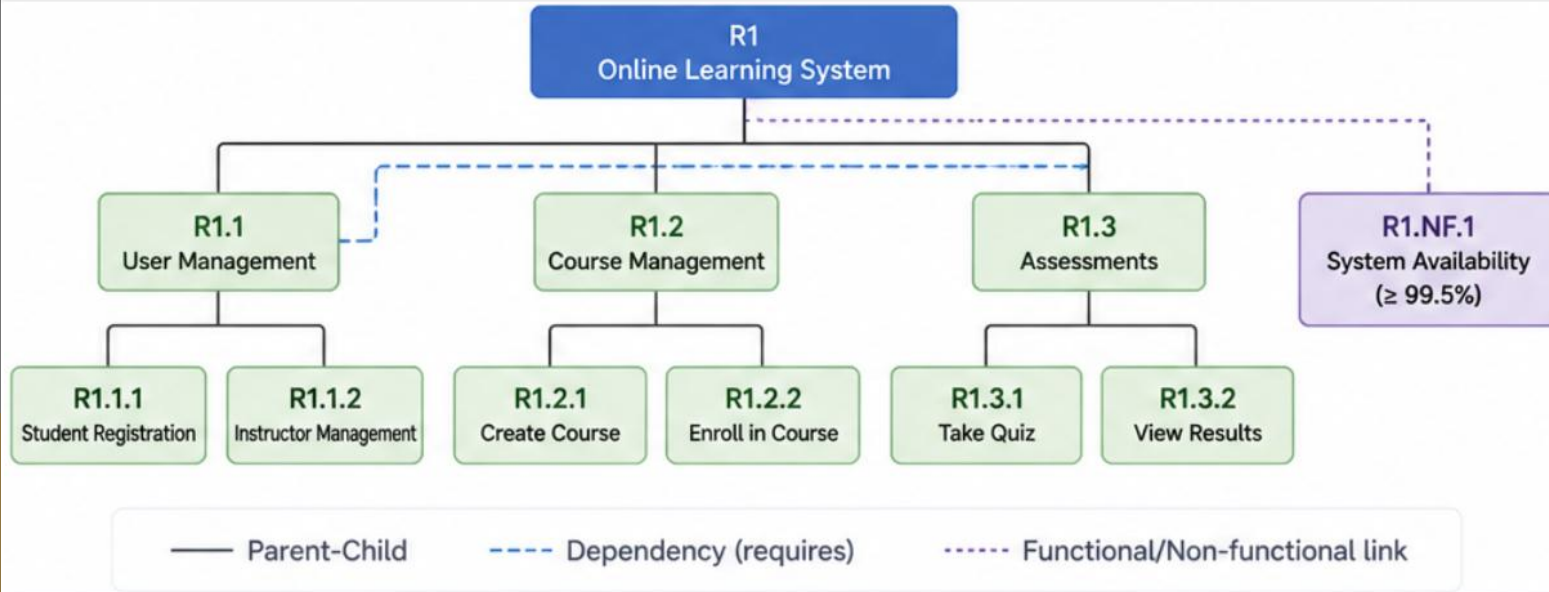 R1
Online Learning System
R1.1
User Management
R1.2
Course Management
R1.3
Assessments
R1.NF.1
System Availability
(≥ 99.5%)
R1.1.1
Student Registration
R1.1.2
Instructor Management
R1.2.1
Create Course
R1.2.2
Enroll in Course
R1.3.1
Take Quiz
R1.3.2
View Results
Parent-Child
Dependency (requires)
Functional/Non-functional link